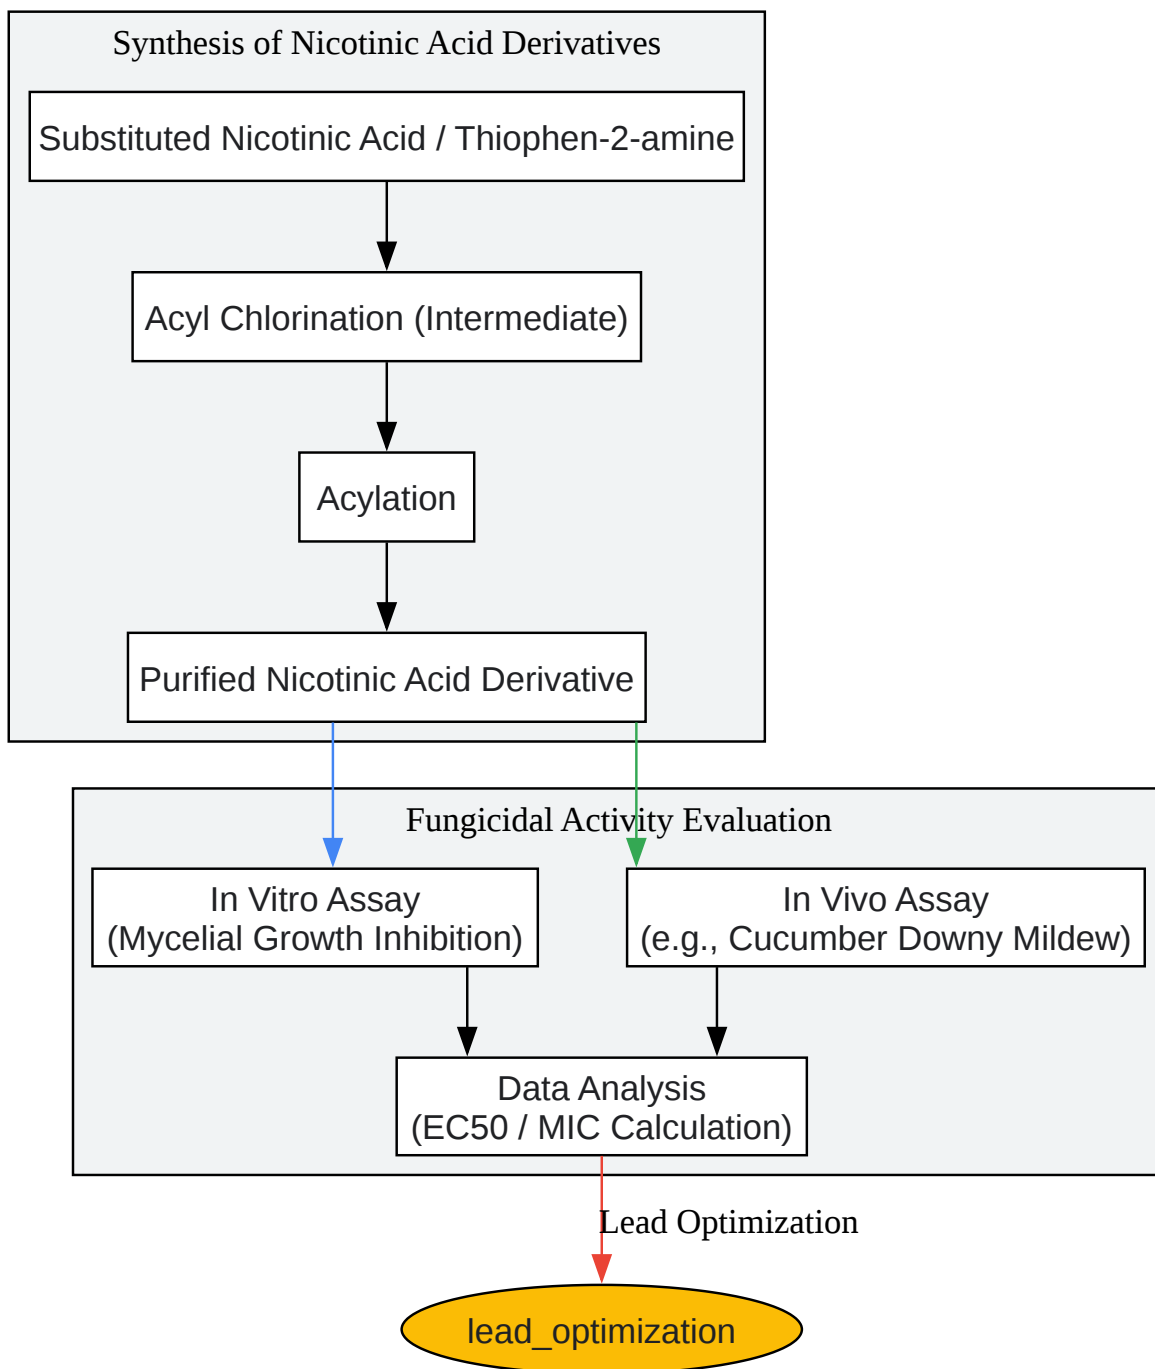 Synthesis of Nicotinic Acid Derivatives
Substituted Nicotinic Acid / Thiophen-2-amine
Acyl Chlorination (Intermediate)
Acylation
Purified Nicotinic Acid Derivative
Fungicidal Activity Evaluation
In Vitro Assay
(Mycelial Growth Inhibition)
In Vivo Assay
(e.g., Cucumber Downy Mildew)
Data Analysis
(EC50 / MIC Calculation)
Lead Optimization
lead_optimization